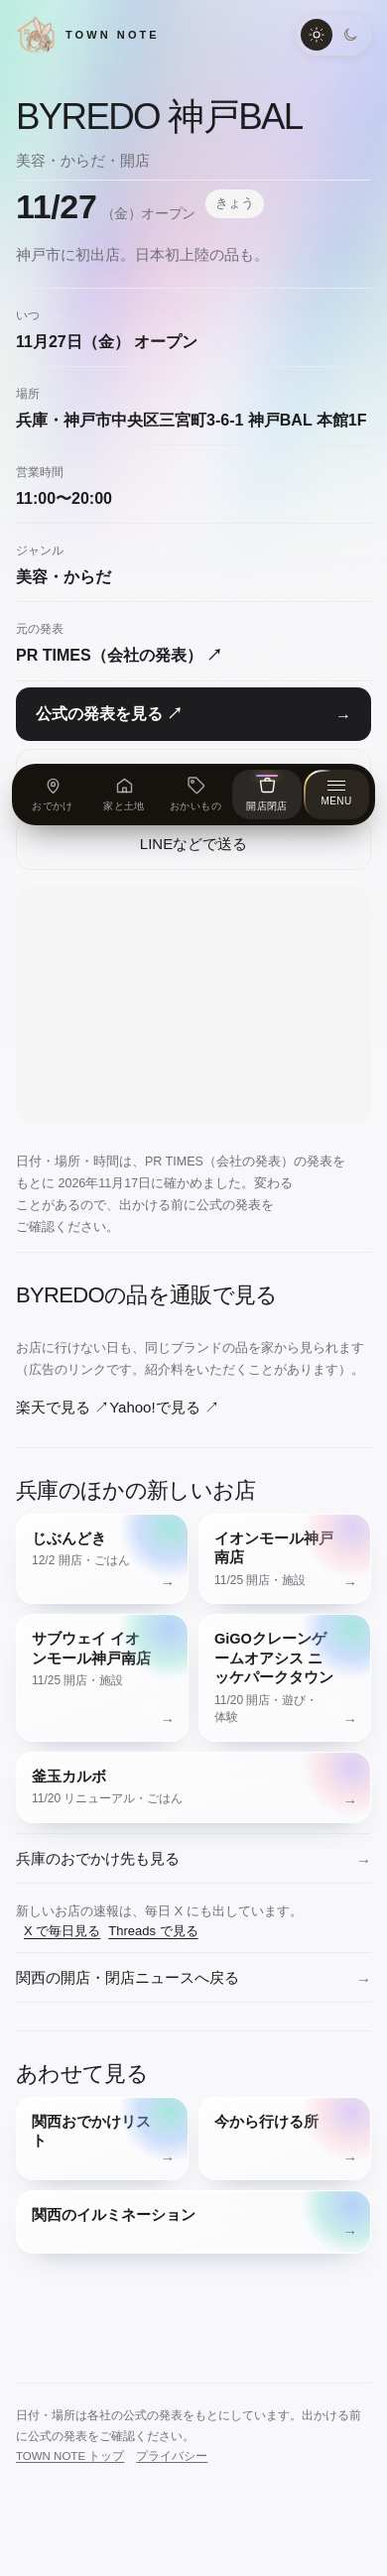 TOWN NOTE
BYREDO 神戸BAL
美容・からだ・開店
11/27 （金）オープン きょう
神戸市に初出店。日本初上陸の品も。
いつ
11月27日（金） オープン
場所
兵庫・神戸市中央区三宮町3-6-1 神戸BAL 本館1F
営業時間
11:00〜20:00
ジャンル
美容・からだ
元の発表
PR TIMES（会社の発表） ↗
公式の発表を見る ↗ →
おでかけ 家と土地 おかいもの 開店閉店 MENU
LINEなどで送る
日付・場所・時間は、PR TIMES（会社の発表）の発表を
もとに 2026年11月17日に確かめました。変わる
ことがあるので、出かける前に公式の発表を
ご確認ください。
BYREDOの品を通販で見る
お店に行けない日も、同じブランドの品を家から見られます
（広告のリンクです。紹介料をいただくことがあります）。
楽天で見る ↗Yahoo!で見る ↗
兵庫のほかの新しいお店
じぶんどき
12/2 開店・ごはん
→
イオンモール神戸
南店
11/25 開店・施設
→
サブウェイ イオ
ンモール神戸南店
11/25 開店・施設
→
GiGOクレーンゲ
ームオアシス ニ
ッケパークタウン
11/20 開店・遊び・
体験
→
釜玉カルボ
11/20 リニューアル・ごはん
→
兵庫のおでかけ先も見る →
新しいお店の速報は、毎日 X にも出しています。
X で毎日見る Threads で見る
関西の開店・閉店ニュースへ戻る →
あわせて見る
関西おでかけリス
ト
→
今から行ける所
→
関西のイルミネーション
→
日付・場所は各社の公式の発表をもとにしています。出かける前
に公式の発表をご確認ください。
TOWN NOTE トップ プライバシー